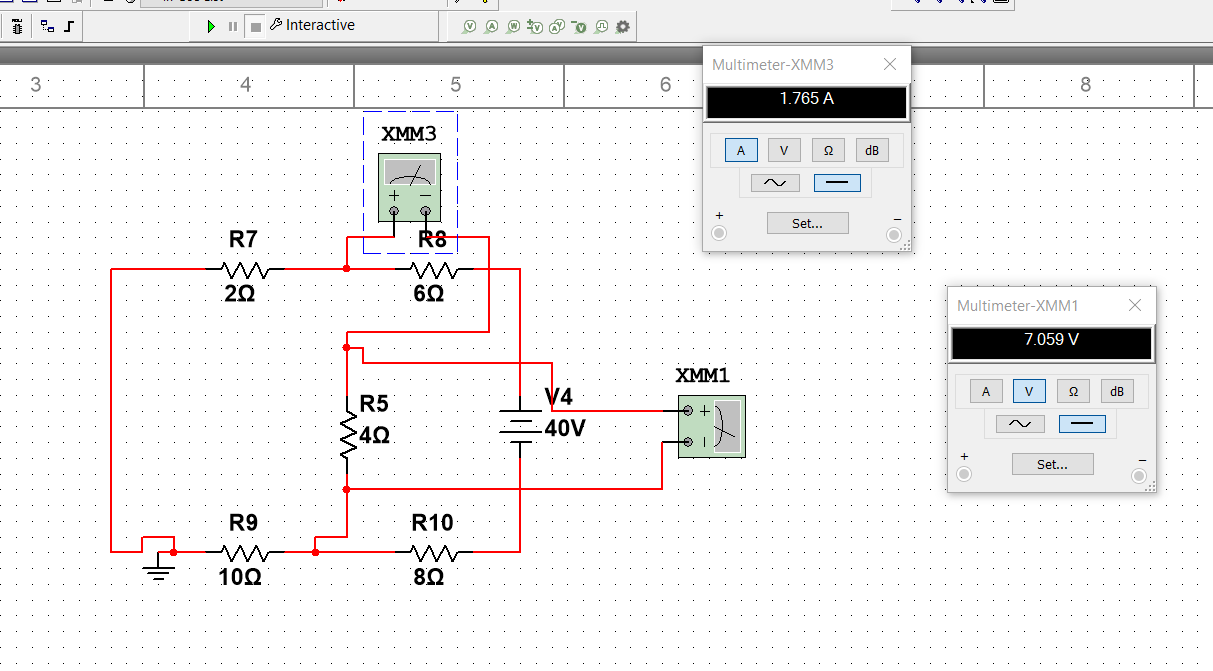 Interactive
3 4 5 6 8
Multimeter-XMM3
1.765 A
A V Ω dB
+ −
Set...
XMM3
+ −
R7 R8
2Ω 6Ω
Multimeter-XMM1
7.059 V
A V Ω dB
+ −
Set...
XMM1
+
R5
4Ω
V4
40V
R9 R10
10Ω 8Ω